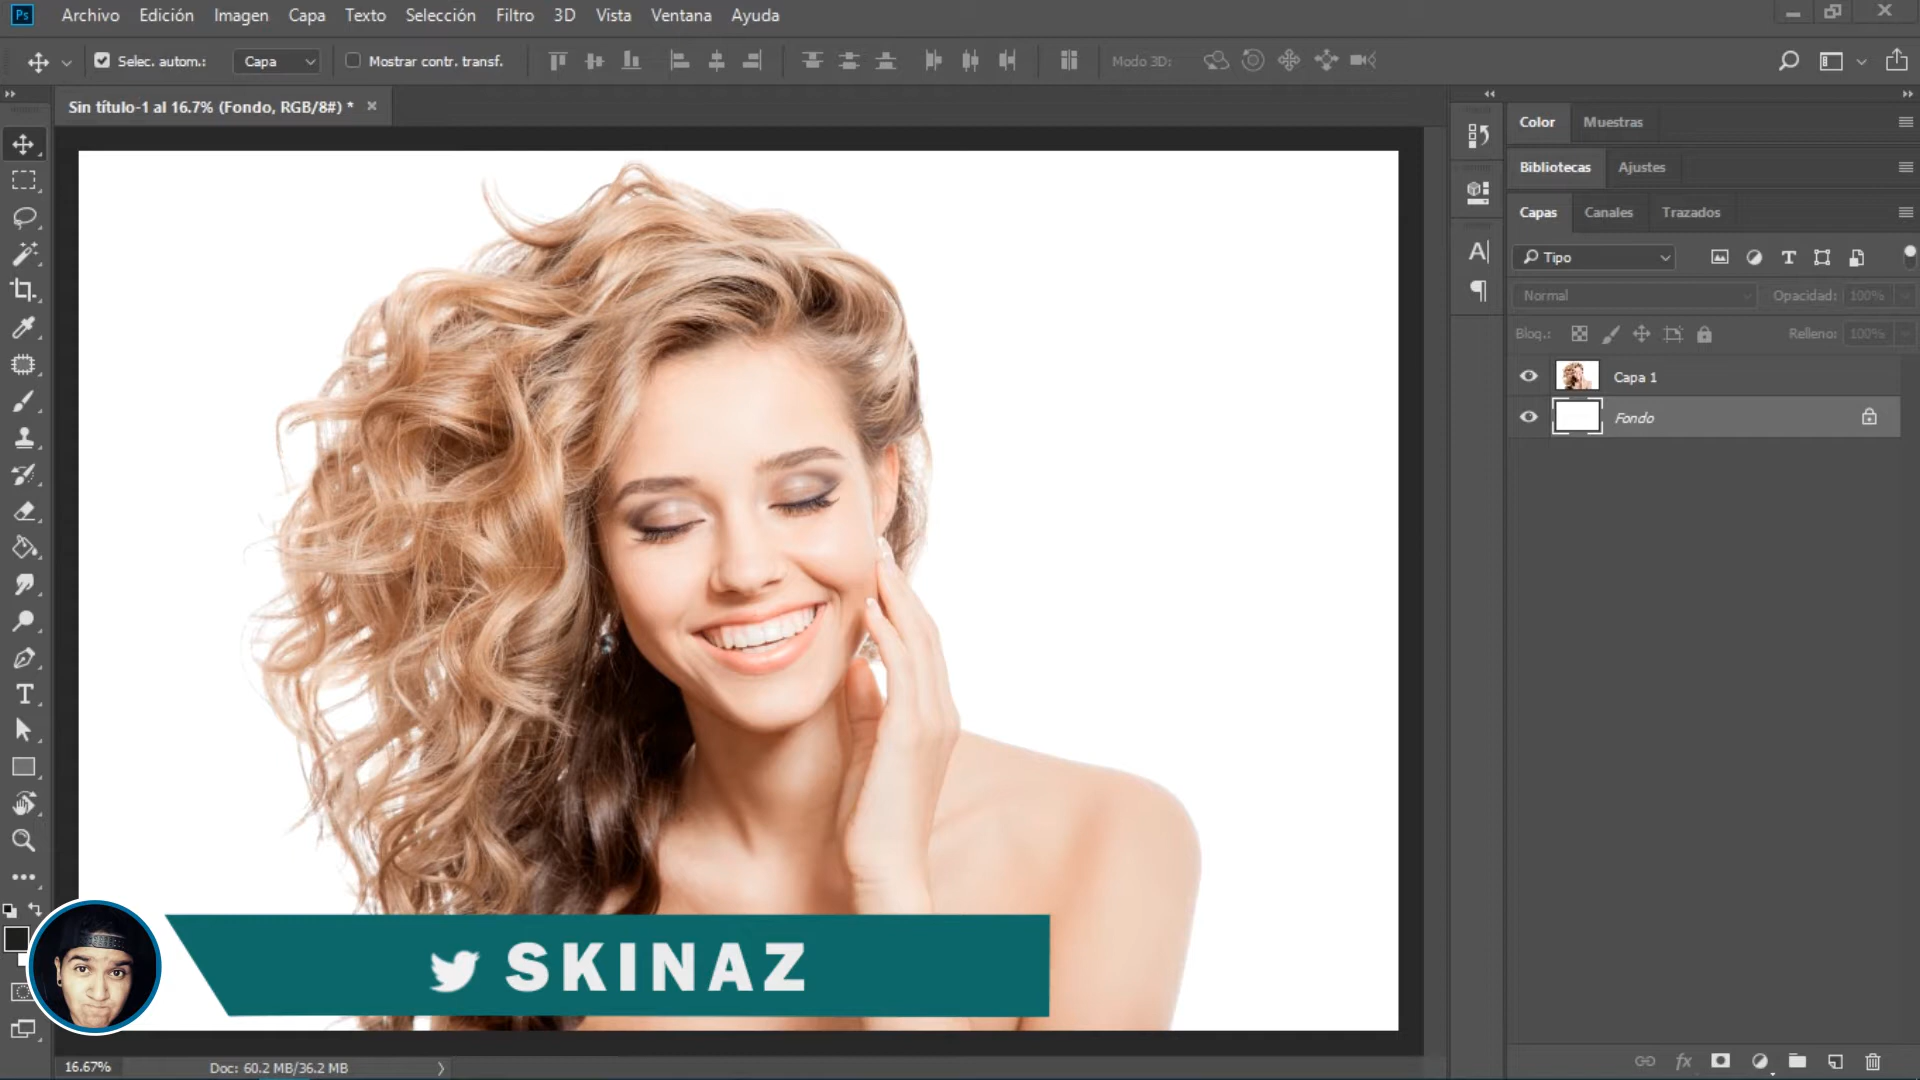 Ps Archivo Edición Imagen Capa Texto Selección Filtro 3D Vista Ventana Ayuda
Selec. autom.: Capa Mostrar contr. transf. Modo 3D:
Sin título-1 al 16.7% (Fondo, RGB/8#) *
Color Muestras
Bibliotecas Ajustes
Capas Canales Trazados
Tipo
Normal Opacidad: 100%
Bloq.: Relleno: 100%
Capa 1
Fondo
SKINAZ
16.67% Doc: 60.2 MB/36.2 MB
fx